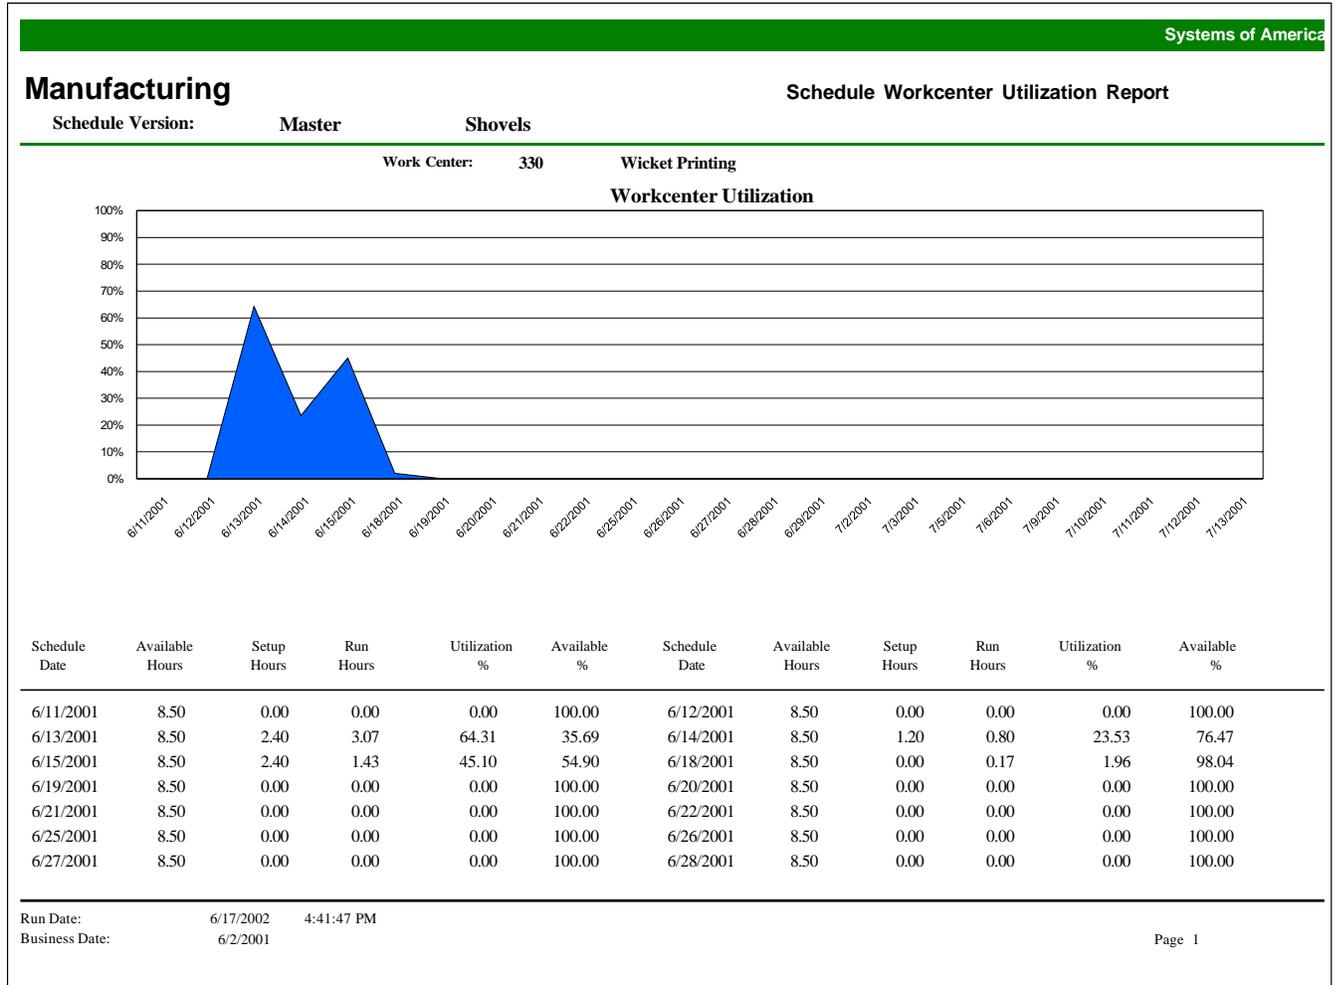 Systems of America
Manufacturing
Schedule Workcenter Utilization Report
Schedule Version: Master Shovels
Work Center: 330 Wicket Printing
Workcenter Utilization
100%
90%
80%
70%
60%
50%
40%
30%
20%
10%
0%
6/11/2001 6/12/2001 6/13/2001 6/14/2001 6/15/2001 6/18/2001 6/19/2001 6/20/2001 6/21/2001 6/22/2001 6/25/2001 6/26/2001 6/27/2001 6/28/2001 6/29/2001 7/2/2001 7/3/2001 7/5/2001 7/6/2001 7/9/2001 7/10/2001 7/11/2001 7/12/2001 7/13/2001
Schedule Available Setup Run Utilization Available Schedule Available Setup Run Utilization Available
Date Hours Hours Hours % % Date Hours Hours Hours % %
6/11/2001 8.50 0.00 0.00 0.00 100.00 6/12/2001 8.50 0.00 0.00 0.00 100.00
6/13/2001 8.50 2.40 3.07 64.31 35.69 6/14/2001 8.50 1.20 0.80 23.53 76.47
6/15/2001 8.50 2.40 1.43 45.10 54.90 6/18/2001 8.50 0.00 0.17 1.96 98.04
6/19/2001 8.50 0.00 0.00 0.00 100.00 6/20/2001 8.50 0.00 0.00 0.00 100.00
6/21/2001 8.50 0.00 0.00 0.00 100.00 6/22/2001 8.50 0.00 0.00 0.00 100.00
6/25/2001 8.50 0.00 0.00 0.00 100.00 6/26/2001 8.50 0.00 0.00 0.00 100.00
6/27/2001 8.50 0.00 0.00 0.00 100.00 6/28/2001 8.50 0.00 0.00 0.00 100.00
Run Date: 6/17/2002 4:41:47 PM
Business Date: 6/2/2001 Page 1